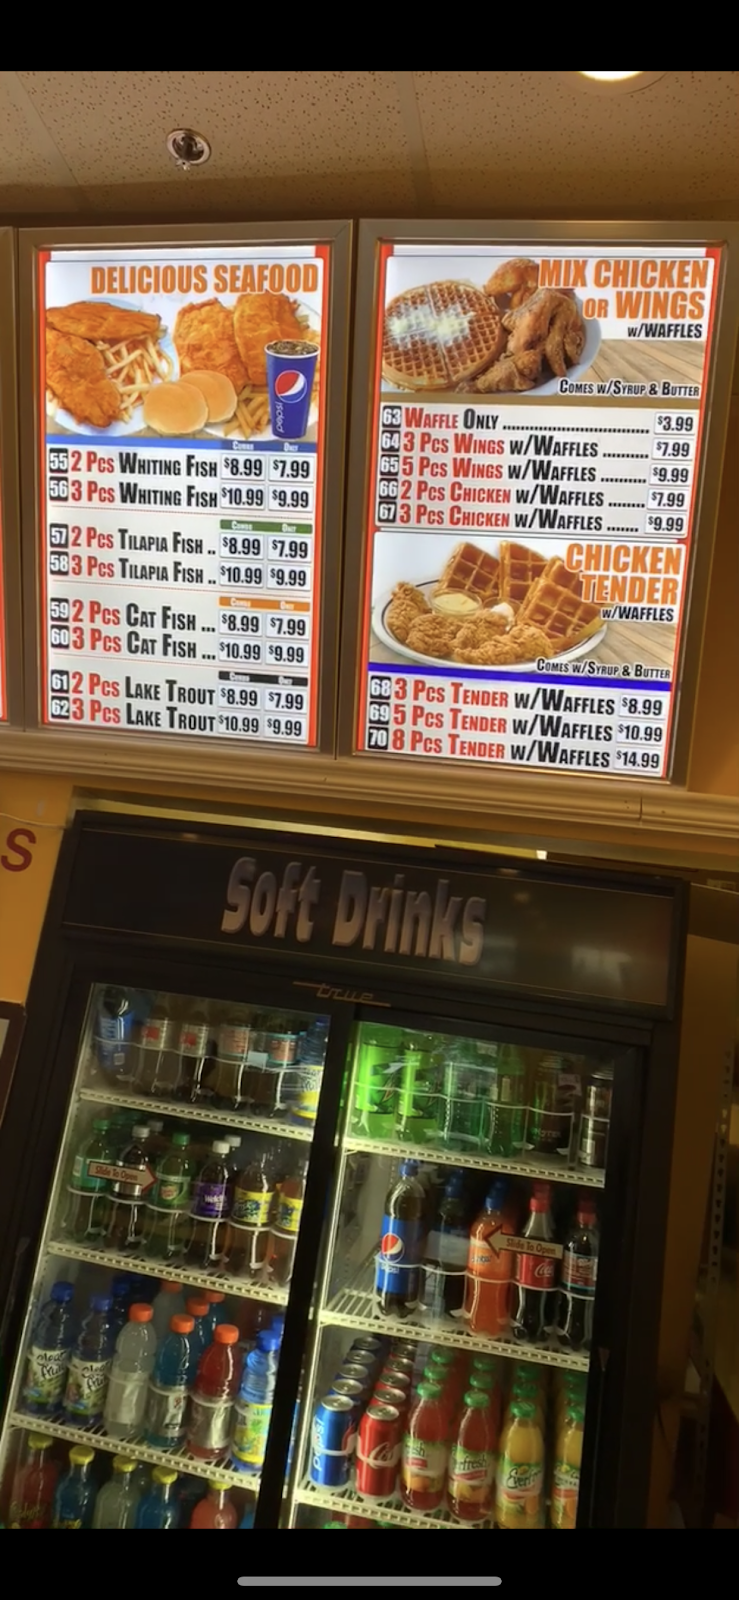 DELICIOUS SEAFOOD
pepsi
COMBO ONLY
55 2 PCS WHITING FISH $8.99 $7.99
56 3 PCS WHITING FISH $10.99 $9.99
COMBO ONLY
57 2 PCS TILAPIA FISH .. $8.99 $7.99
58 3 PCS TILAPIA FISH .. $10.99 $9.99
COMBO ONLY
59 2 PCS CAT FISH ... $8.99 $7.99
60 3 PCS CAT FISH ... $10.99 $9.99
COMBO ONLY
61 2 PCS LAKE TROUT $8.99 $7.99
62 3 PCS LAKE TROUT $10.99 $9.99
MIX CHICKEN
OR WINGS
W/WAFFLES
COMES W/SYRUP & BUTTER
63 WAFFLE ONLY ................................ $3.99
64 3 PCS WINGS W/WAFFLES .......... $7.99
65 5 PCS WINGS W/WAFFLES .......... $9.99
66 2 PCS CHICKEN W/WAFFLES ........ $7.99
67 3 PCS CHICKEN W/WAFFLES ....... $9.99
CHICKEN
TENDER
W/WAFFLES
COMES W/SYRUP & BUTTER
68 3 PCS TENDER W/WAFFLES $8.99
69 5 PCS TENDER W/WAFFLES $10.99
70 8 PCS TENDER W/WAFFLES $14.99
S
Soft Drinks
true
Slide To Open
Welch's
pepsi
Slide To Open
Coca-Cola
pepsi